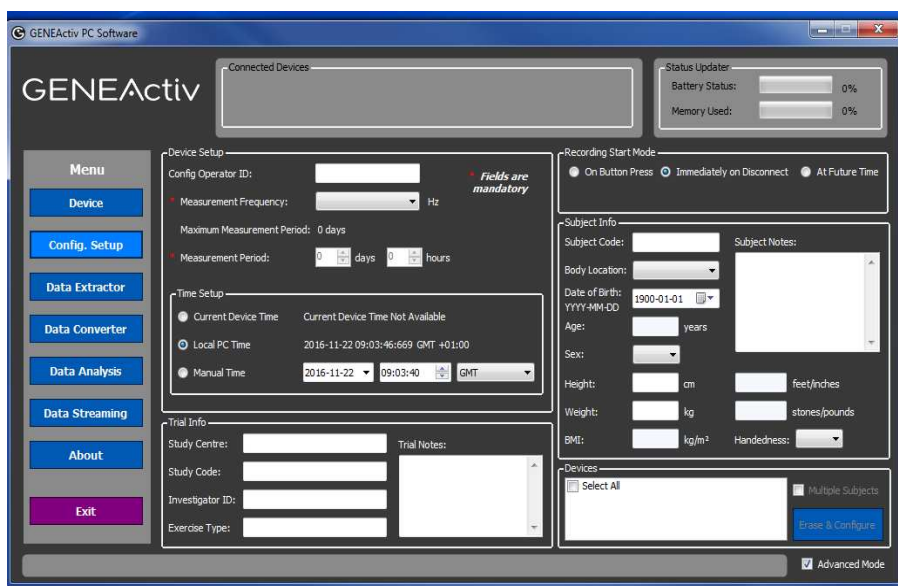 GENEActiv PC Software
GENEActiv
Connected Devices
Status Updater
Battery Status: 0%
Memory Used: 0%
Menu
Device
Config. Setup
Data Extractor
Data Converter
Data Analysis
Data Streaming
About
Exit
Device Setup
Config Operator ID:
* Fields are
mandatory
* Measurement Frequency: Hz
Maximum Measurement Period: 0 days
* Measurement Period: 0 days 0 hours
Time Setup
Current Device Time Current Device Time Not Available
Local PC Time 2016-11-22 09:03:46:669 GMT +01:00
Manual Time 2016-11-22 09:03:40 GMT
Trial Info
Study Centre:
Trial Notes:
Study Code:
Investigator ID:
Exercise Type:
Recording Start Mode
On Button Press Immediately on Disconnect At Future Time
Subject Info
Subject Code: Subject Notes:
Body Location:
Date of Birth: 1900-01-01
YYYY-MM-DD
Age: years
Sex:
Height: cm feet/inches
Weight: kg stones/pounds
BMI: kg/m² Handedness:
Devices
Select All
Multiple Subjects
Erase & Configure
Advanced Mode